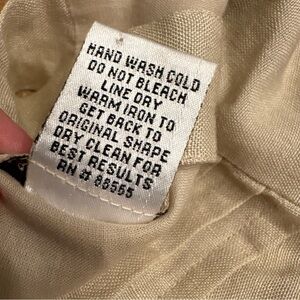 HAND WASH COLD
DO NOT BLEACH
LINE DRY
WARM IRON TO
GET BACK TO
ORIGINAL SHAPE
DRY CLEAN FOR
BEST RESULTS
RN # 88565